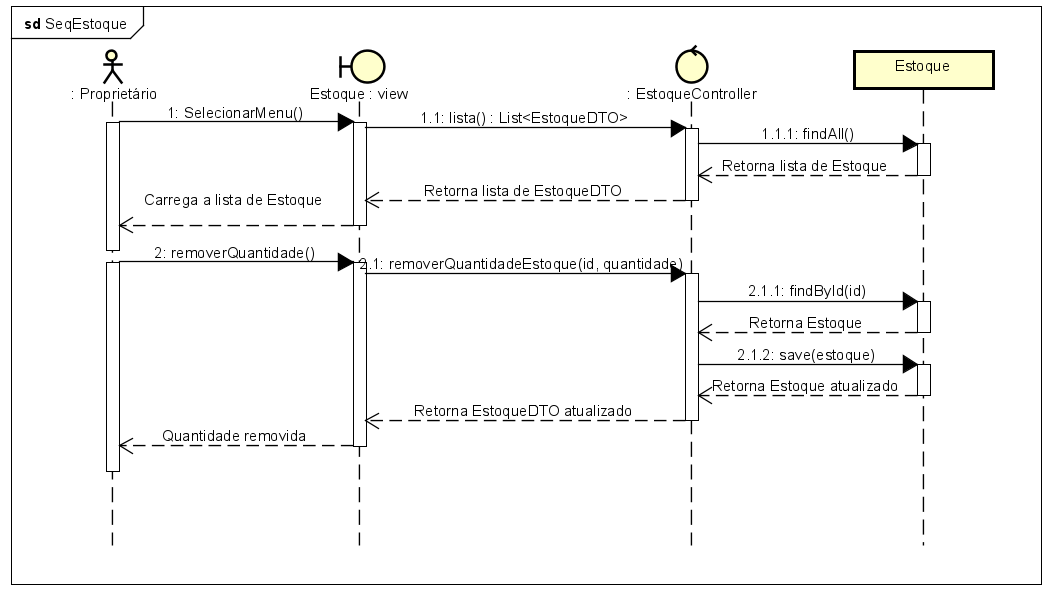 sd SeqEstoque
: Proprietário
Estoque : view
: EstoqueController
Estoque
1: SelecionarMenu()
1.1: lista() : List<EstoqueDTO>
1.1.1: findAll()
Retorna lista de Estoque
Retorna lista de EstoqueDTO
Carrega a lista de Estoque
2: removerQuantidade()
2.1: removerQuantidadeEstoque(id, quantidade)
2.1.1: findById(id)
Retorna Estoque
2.1.2: save(estoque)
Retorna Estoque atualizado
Retorna EstoqueDTO atualizado
Quantidade removida